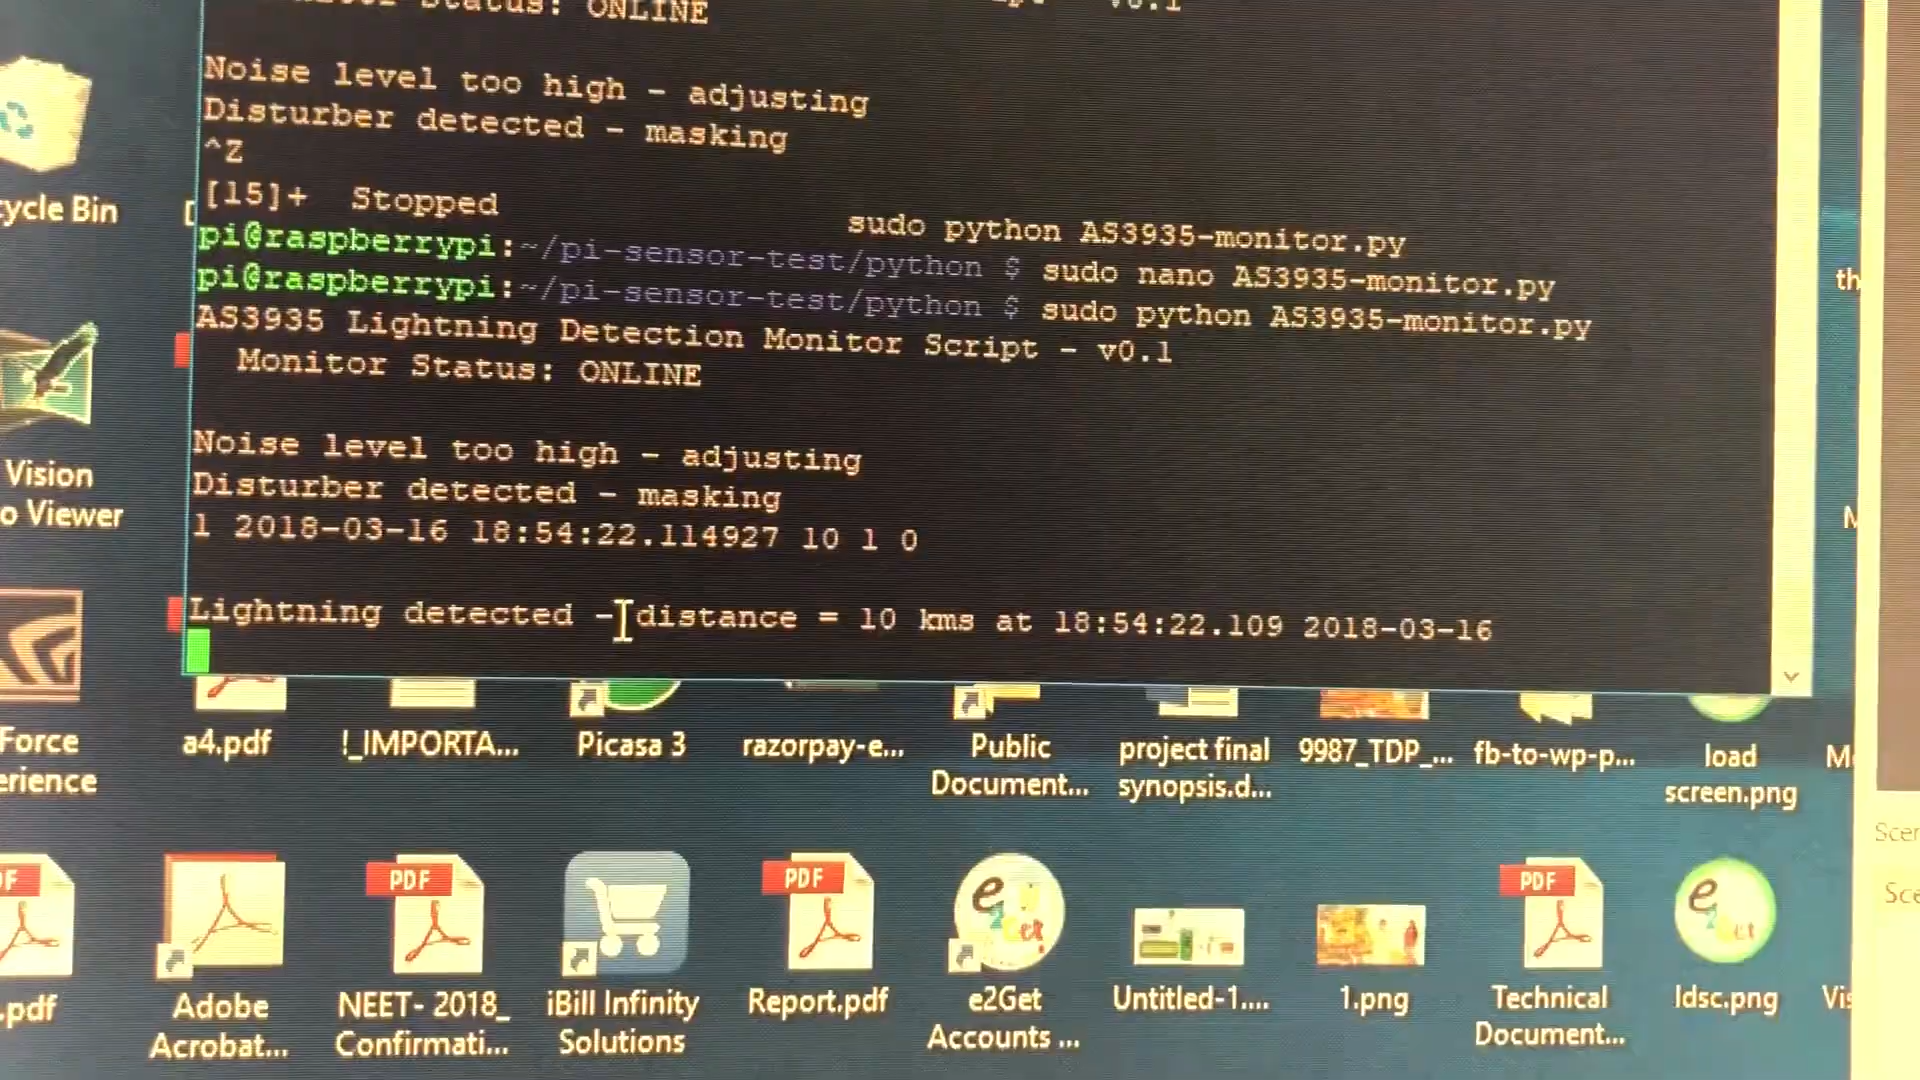 Status: ONLINE
v0.1
Noise level too high - adjusting
Disturber detected - masking
^Z
[15]+ Stopped sudo python AS3935-monitor.py
pi@raspberrypi:~/pi-sensor-test/python $ sudo nano AS3935-monitor.py
pi@raspberrypi:~/pi-sensor-test/python $ sudo python AS3935-monitor.py
AS3935 Lightning Detection Monitor Script - v0.1
Monitor Status: ONLINE
Noise level too high - adjusting
Disturber detected - masking
1 2018-03-16 18:54:22.114927 10 1 0
Lightning detected - distance = 10 kms at 18:54:22.109 2018-03-16
cycle Bin
Vision
o Viewer
Force
erience
a4.pdf
!_IMPORTA...
Picasa 3
razorpay-e...
Public
Document...
project final
synopsis.d...
9987_TDP_...
fb-to-wp-p...
load
screen.png
PDF
PDF
PDF
.pdf
Adobe
Acrobat...
NEET- 2018_
Confirmati...
iBill Infinity
Solutions
Report.pdf
e2Get
Accounts ...
Untitled-1....
1.png
Technical
Document...
ldsc.png